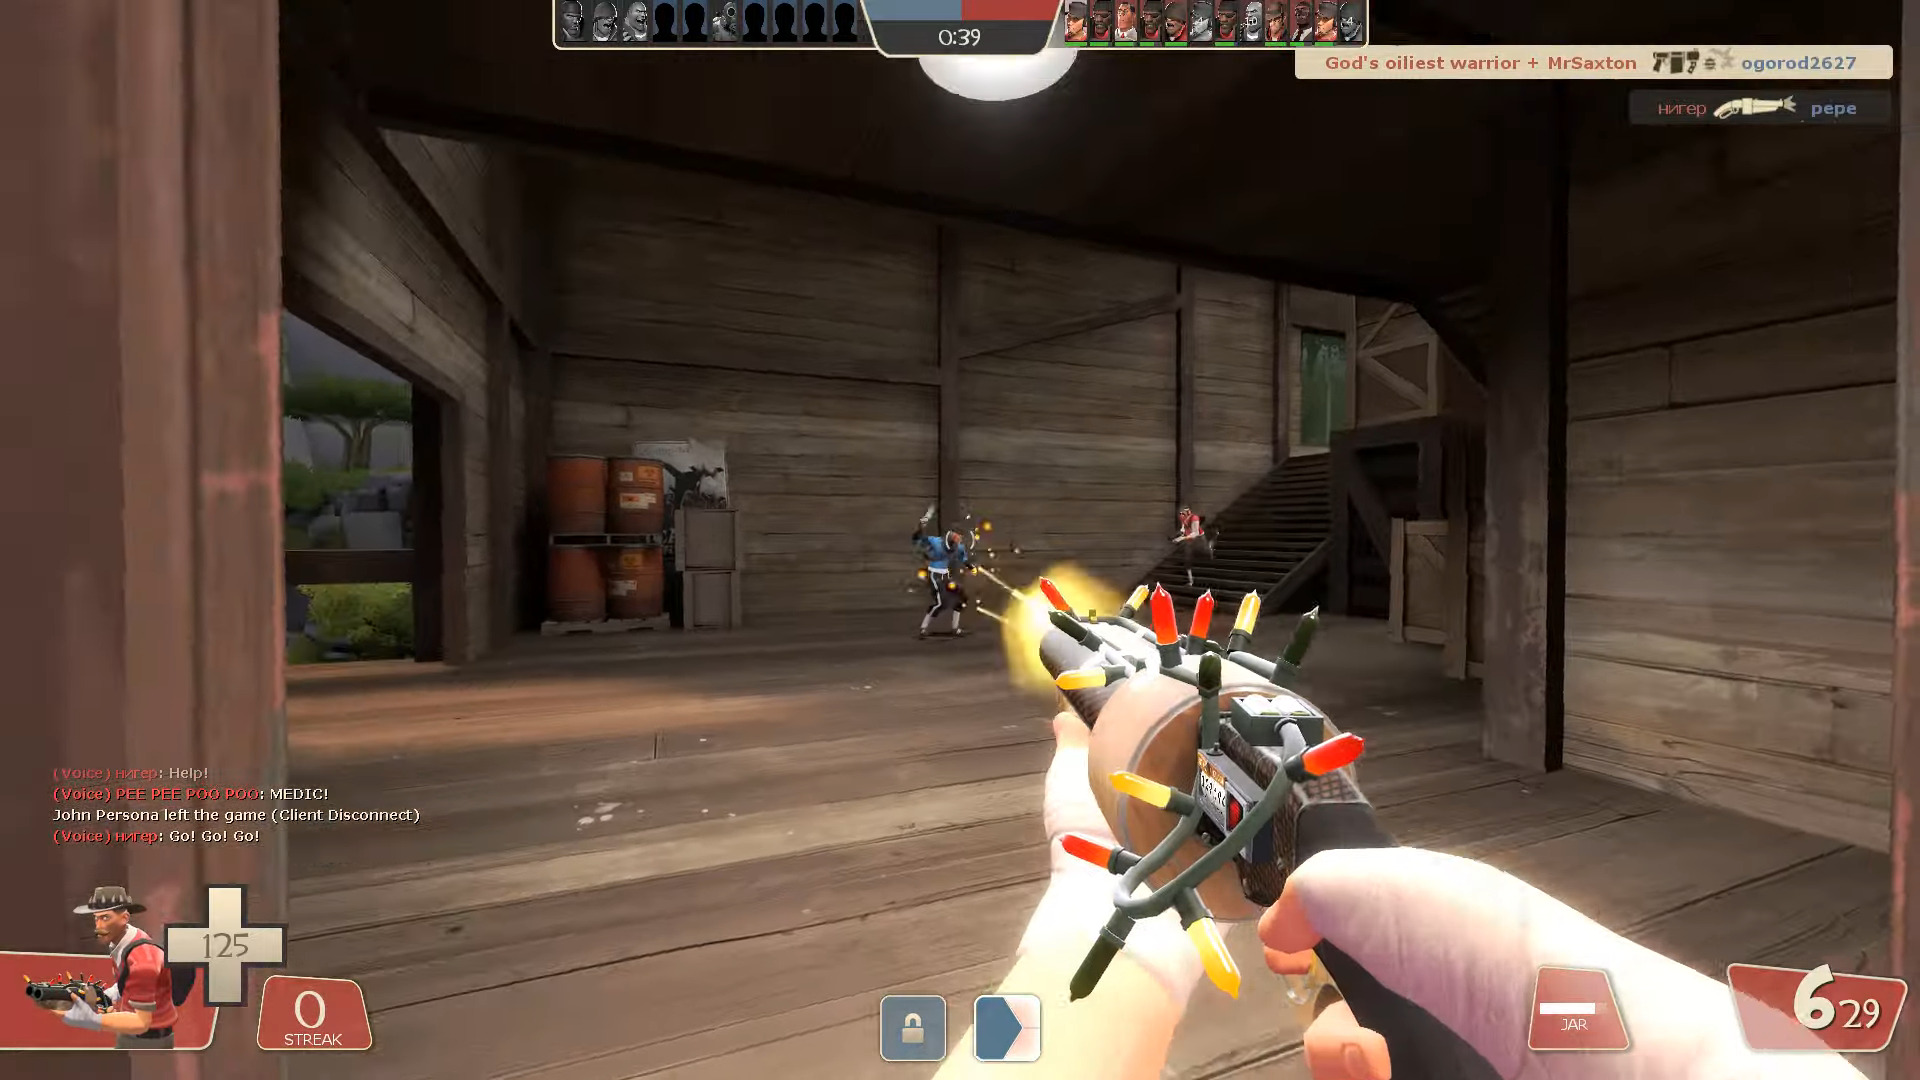 0:39
God's oiliest warrior + MrSaxton ogorod2627
нигер pepe
(Voice) нигер: Help!
(Voice) PEE PEE POO POO: MEDIC!
John Persona left the game (Client Disconnect)
(Voice) нигер: Go! Go! Go!
125
0
STREAK
JAR
6 29